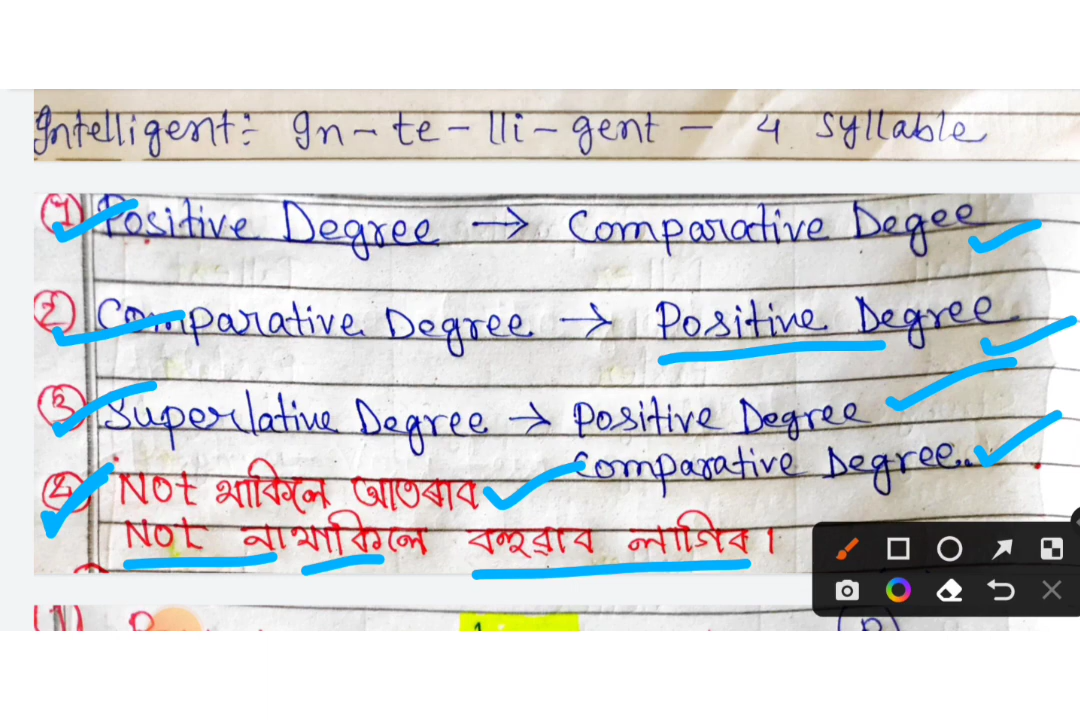 Intelligent:- In-te-lli-gent - 4 syllable
(1) Positive Degree → Comparative Degee
(2) Comparative Degree → Positive Degree
(3) Superlative Degree → Positive Degree
Comparative Degree..
(4) Not থাকিলে আতৰাব
Not না থাকিলে বহুৱাব লাগিব।